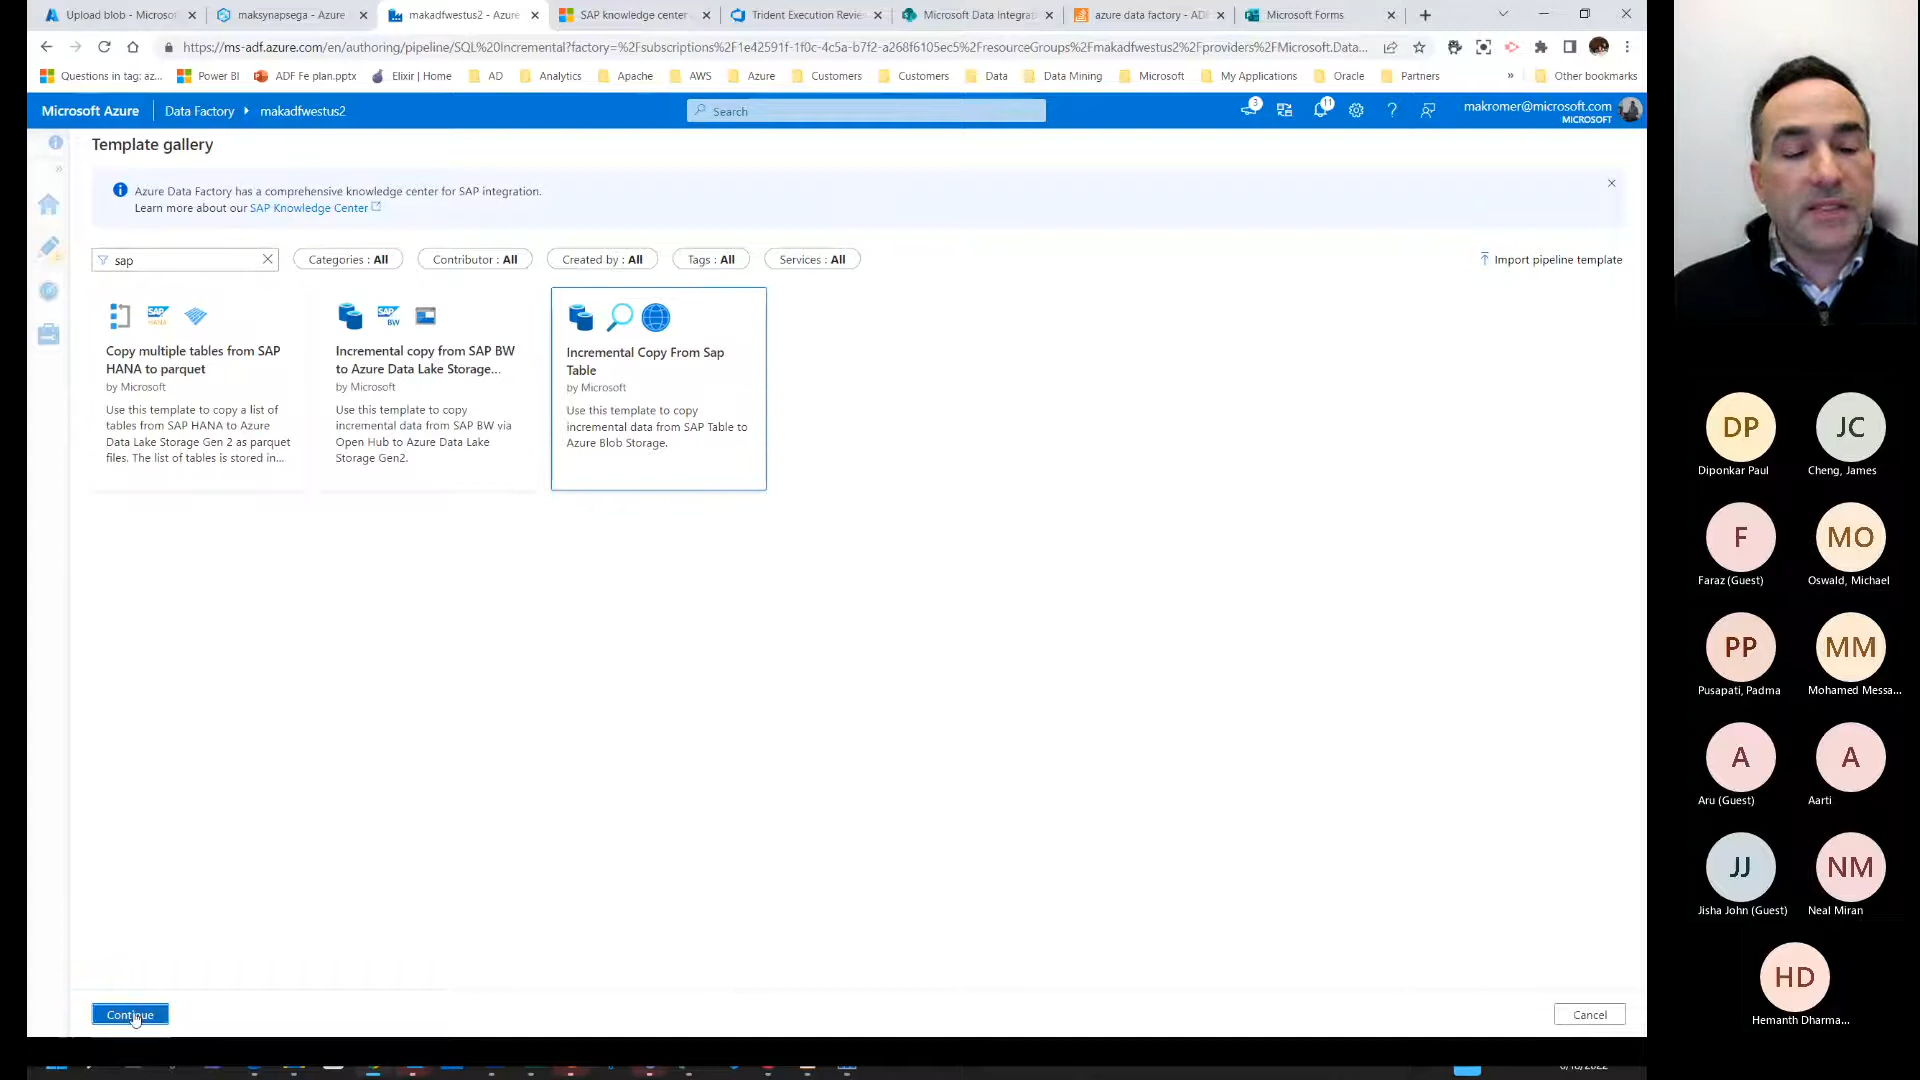 Upload blob - Microso
maksynapsega - Azure
makadfwestus2 - Azure
SAP knowledge center
Trident Execution Revie
Microsoft Data Integrat
azure data factory - ADF
Microsoft Forms
https://ms-adf.azure.com/en/authoring/pipeline/SQL%20Incremental?factory=%2Fsubscriptions%2F1e42591f-1f0c-4c5a-b7f2-a268f6105ec5%2FresourceGroups%2Fmakadfwestus2%2Fproviders%2FMicrosoft.Data...
Questions in tag: az...
Power BI
ADF Fe plan.pptx
Elixir | Home
AD
Analytics
Apache
AWS
Azure
Customers
Customers
Data
Data Mining
Microsoft
My Applications
Oracle
Partners
»
Other bookmarks
Microsoft Azure
Data Factory
makadfwestus2
Search
3
11
makromer@microsoft.com
MICROSOFT
Template gallery
Azure Data Factory has a comprehensive knowledge center for SAP integration.
Learn more about our SAP Knowledge Center
sap
Categories : All
Contributor : All
Created by : All
Tags : All
Services : All
Import pipeline template
SAP HANA
Copy multiple tables from SAP
HANA to parquet
by Microsoft
Use this template to copy a list of
tables from SAP HANA to Azure
Data Lake Storage Gen 2 as parquet
files. The list of tables is stored in...
SAP BW
Incremental copy from SAP BW
to Azure Data Lake Storage...
by Microsoft
Use this template to copy
incremental data from SAP BW via
Open Hub to Azure Data Lake
Storage Gen2.
Incremental Copy From Sap
Table
by Microsoft
Use this template to copy
incremental data from SAP Table to
Azure Blob Storage.
Continue
Cancel
DP
Diponkar Paul
JC
Cheng, James
F
Faraz (Guest)
MO
Oswald, Michael
PP
Pusapati, Padma
MM
Mohamed Messa...
A
Aru (Guest)
A
Aarti
JJ
Jisha John (Guest)
NM
Neal Miran
HD
Hemanth Dharma...